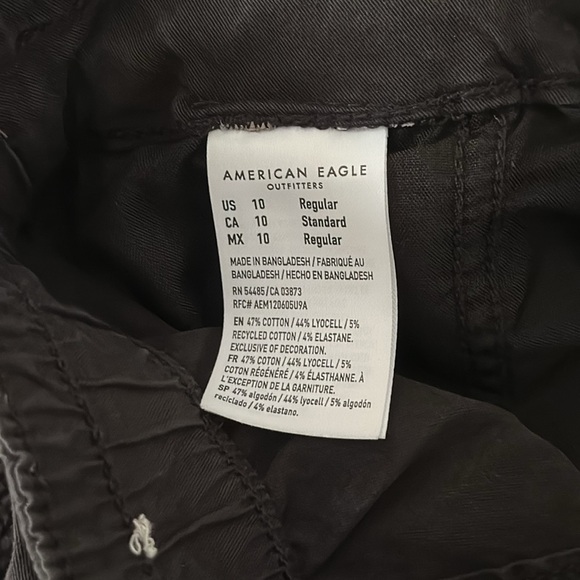 AMERICAN EAGLE
OUTFITTERS
US 10 Regular
CA 10 Standard
MX 10 Regular
MADE IN BANGLADESH / FABRIQUÉ AU
BANGLADESH / HECHO EN BANGLADESH
RN 54485 / CA 03873
RFC# AEM120605U9A
EN 47% COTTON / 44% LYOCELL / 5%
RECYCLED COTTON / 4% ELASTANE.
EXCLUSIVE OF DECORATION.
FR 47% COTON / 44% LYOCELL / 5%
COTON RÉGÉNÉRÉ / 4% ÉLASTHANNE. À
L'EXCEPTION DE LA GARNITURE.
SP 47% algodón / 44% lyocell / 5% algodón
reciclado / 4% elastano.